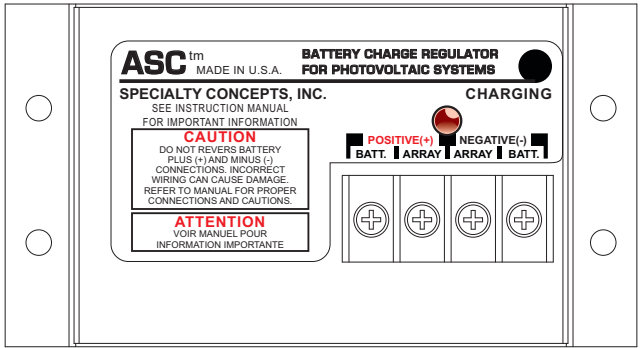 ASC tm
MADE IN U.S.A.
BATTERY CHARGE REGULATOR
FOR PHOTOVOLTAIC SYSTEMS
SPECIALTY CONCEPTS, INC.
SEE INSTRUCTION MANUAL
FOR IMPORTANT INFORMATION
CAUTION
DO NOT REVERS BATTERY
PLUS (+) AND MINUS (-)
CONNECTIONS. INCORRECT
WIRING CAN CAUSE DAMAGE.
REFER TO MANUAL FOR PROPER
CONNECTIONS AND CAUTIONS.
ATTENTION
VOIR MANUEL POUR
INFORMATION IMPORTANTE
CHARGING
POSITIVE(+) NEGATIVE(-)
BATT. ARRAY ARRAY BATT.